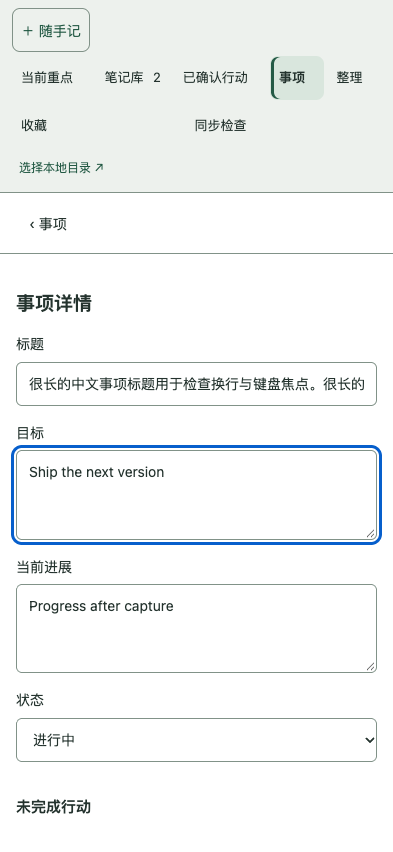 + 随手记
当前重点 笔记库 2 已确认行动 事项 整理
收藏 同步检查
选择本地目录 ↗
‹ 事项
事项详情
标题
很长的中文事项标题用于检查换行与键盘焦点。很长的
目标
Ship the next version
当前进展
Progress after capture
状态
进行中
未完成行动